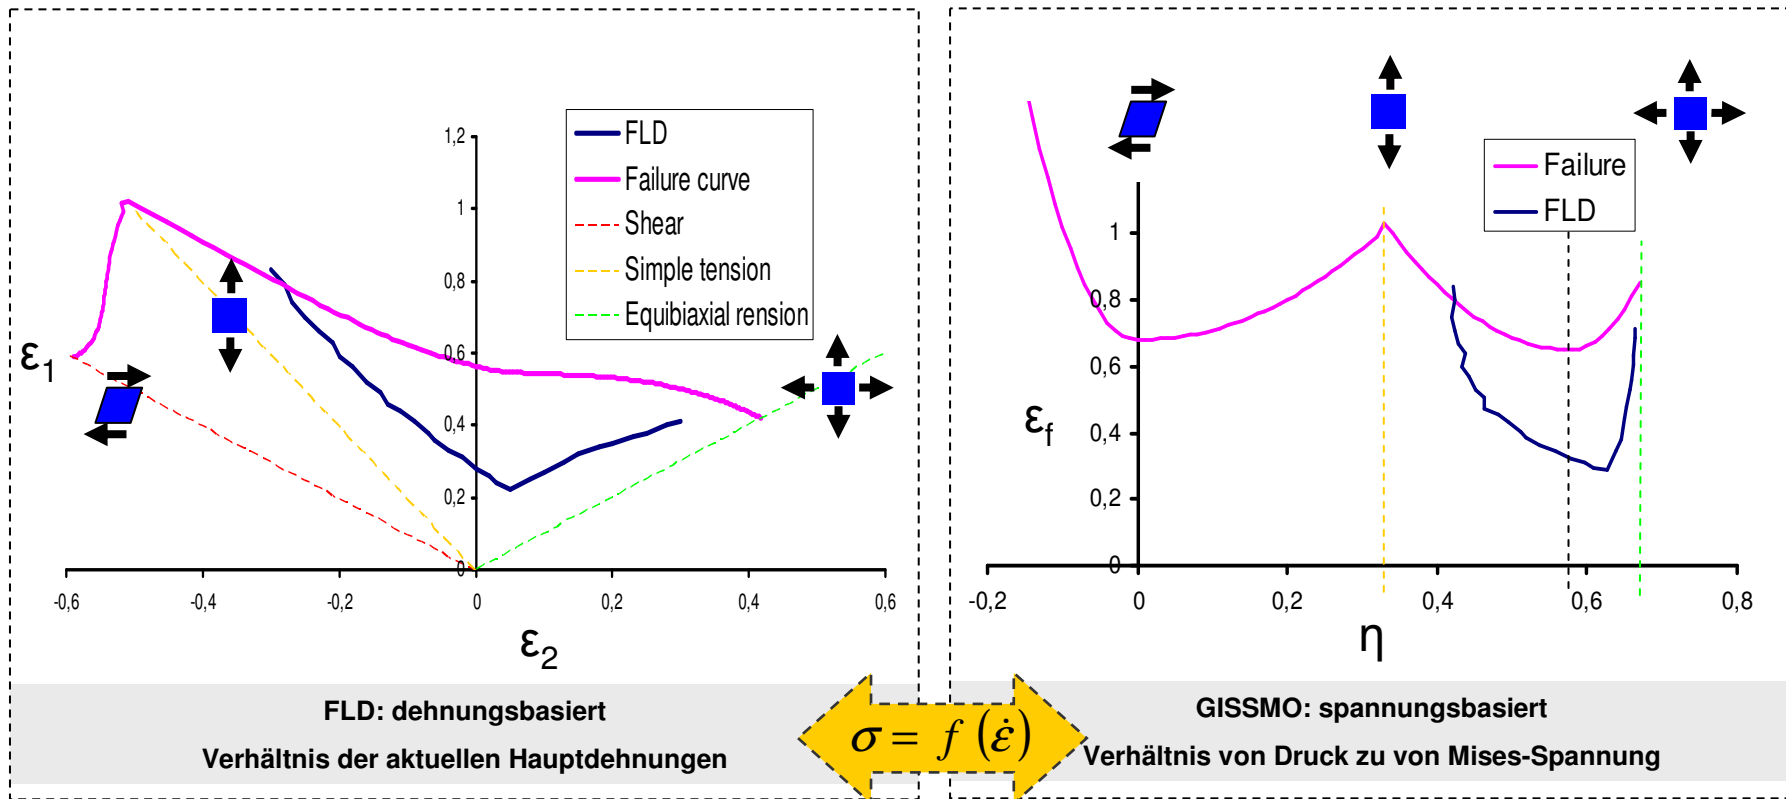 FLD
Failure curve
Shear
Simple tension
Equibiaxial rension
1,2
1
0,8
0,6
0,4
0,2
0
-0,6 -0,4 -0,2 0 0,2 0,4 0,6
ε1
ε2
FLD: dehnungsbasiert
Verhältnis der aktuellen Hauptdehnungen
σ = f (ε̇)
Failure
FLD
1
0,8
0,6
0,4
0,2
0
-0,2 0 0,2 0,4 0,6 0,8
εf
η
GISSMO: spannungsbasiert
Verhältnis von Druck zu von Mises-Spannung